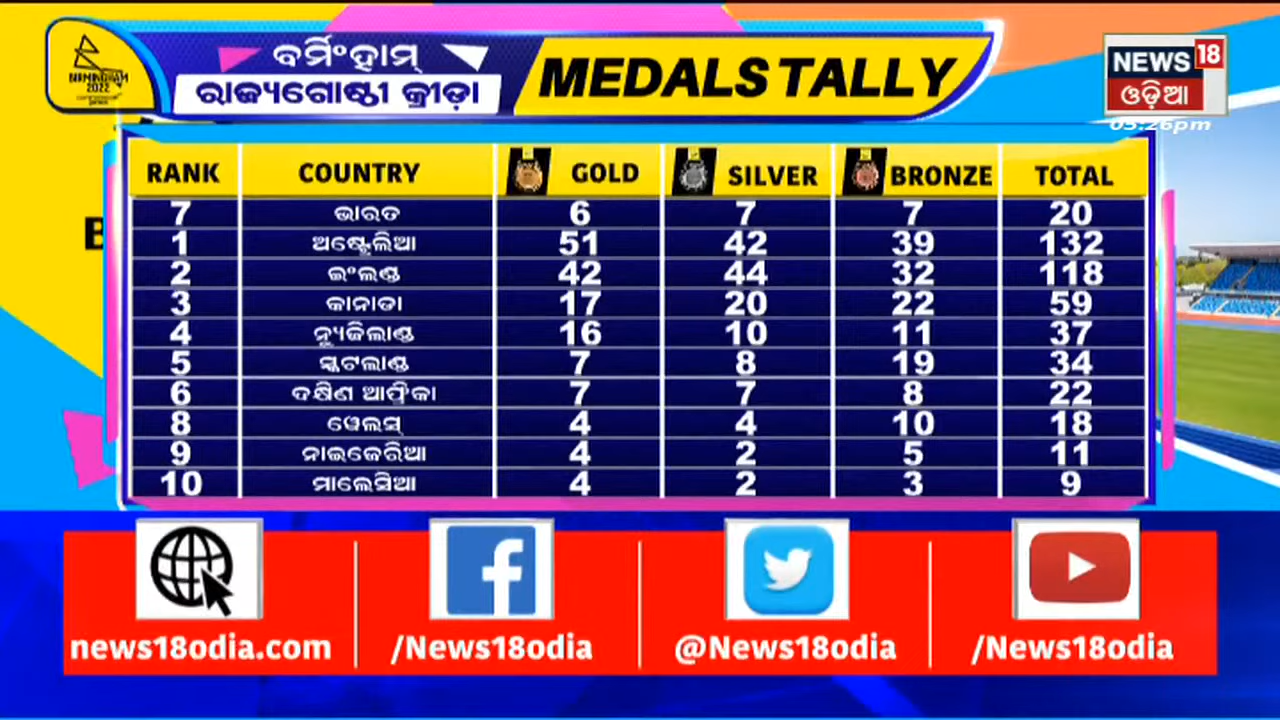 BIRMINGHAM
2022
ବର୍ମିଂହାମ୍
ରାଜ୍ୟଗୋଷ୍ଠୀ କ୍ରୀଡ଼ା
MEDALS TALLY
NEWS 18
ଓଡ଼ିଆ
05:26pm
RANK COUNTRY GOLD SILVER BRONZE TOTAL
7 ଭାରତ 6 7 7 20
1 ଅଷ୍ଟ୍ରେଲିଆ 51 42 39 132
2 ଇଂଲଣ୍ଡ 42 44 32 118
3 କାନାଡା 17 20 22 59
4 ନ୍ୟୁଜିଲାଣ୍ଡ 16 10 11 37
5 ସ୍କଟଲାଣ୍ଡ 7 8 19 34
6 ଦକ୍ଷିଣ ଆଫ୍ରିକା 7 7 8 22
8 ୱେଲସ୍ 4 4 10 18
9 ନାଇଜେରିଆ 4 2 5 11
10 ମାଲେସିଆ 4 2 3 9
news18odia.com /News18odia @News18odia /News18odia